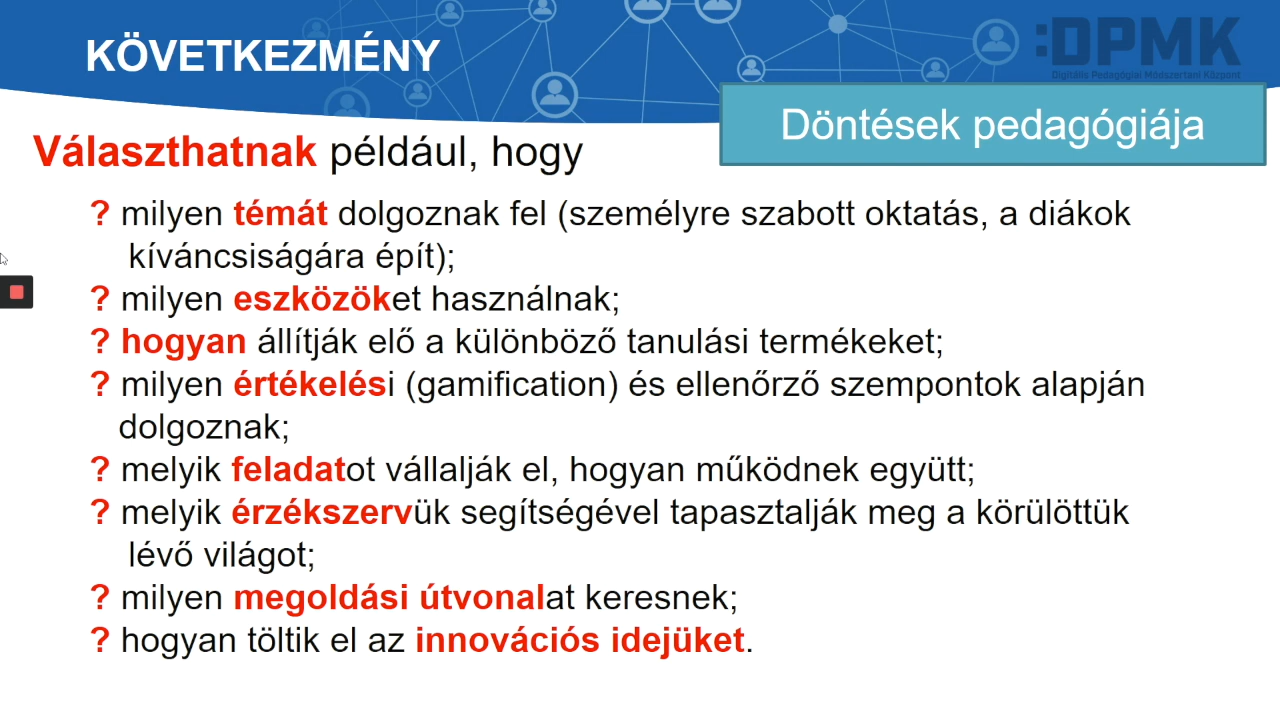 KÖVETKEZMÉNY
:DPMK
Digitális Pedagógiai Módszertani Központ
Döntések pedagógiája
Választhatnak például, hogy
? milyen témát dolgoznak fel (személyre szabott oktatás, a diákok
kíváncsiságára épít);
? milyen eszközöket használnak;
? hogyan állítják elő a különböző tanulási termékeket;
? milyen értékelési (gamification) és ellenőrző szempontok alapján
dolgoznak;
? melyik feladatot vállalják el, hogyan működnek együtt;
? melyik érzékszervük segítségével tapasztalják meg a körülöttük
lévő világot;
? milyen megoldási útvonalat keresnek;
? hogyan töltik el az innovációs idejüket.